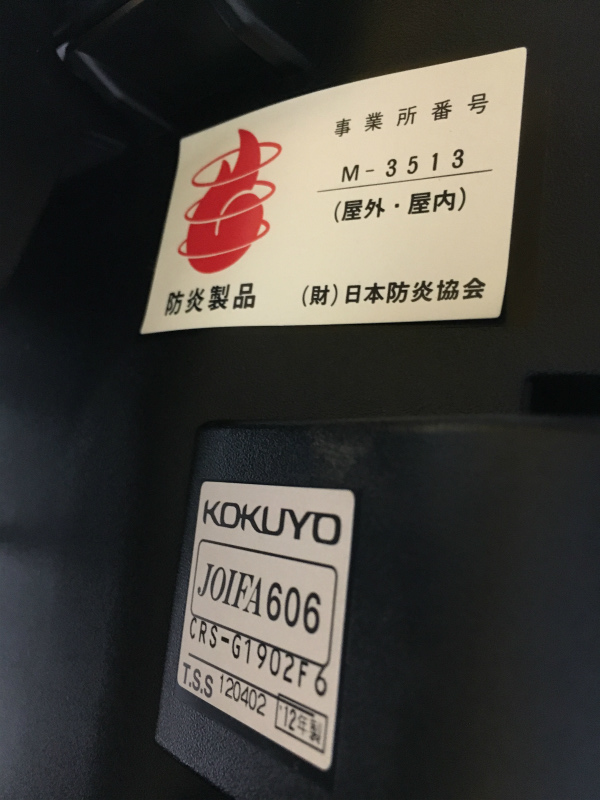 事業所番号
M-3513
(屋外・屋内)
防炎製品
(財)日本防炎協会
KOKUYO
JOIFA606
CRS-G1902F6
T.S.S 120402 '12年製